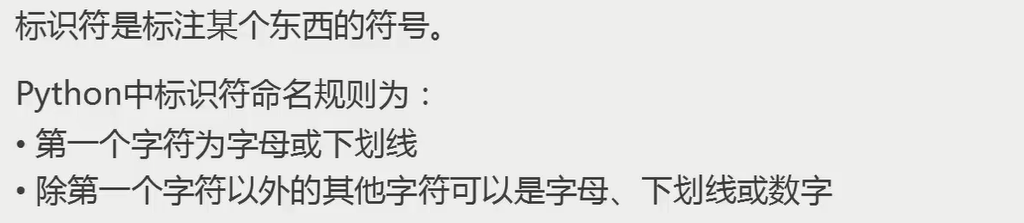 标识符是标注某个东西的符号。
Python中标识符命名规则为：
• 第一个字符为字母或下划线
• 除第一个字符以外的其他字符可以是字母、下划线或数字